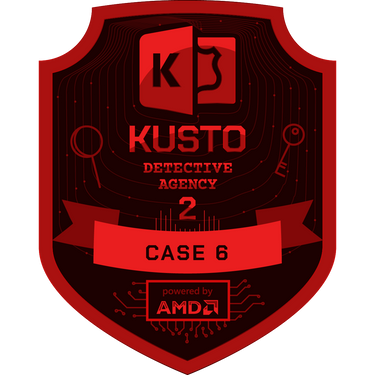 K
KUSTO
DETECTIVE
AGENCY
2
CASE 6
powered by
AMD